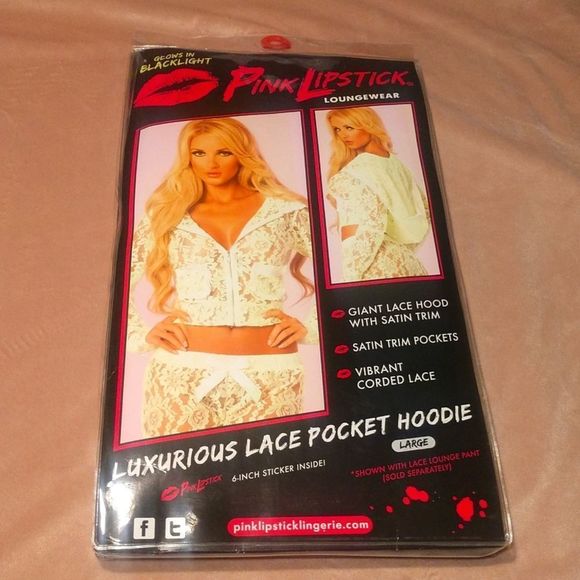 GLOWS IN
BLACKLIGHT
PINK LIPSTICK®
LOUNGEWEAR
GIANT LACE HOOD
WITH SATIN TRIM
SATIN TRIM POCKETS
VIBRANT
CORDED LACE
LUXURIOUS LACE POCKET HOODIE
LARGE
PINK LIPSTICK 6-INCH STICKER INSIDE!
*SHOWN WITH LACE LOUNGE PANT
(SOLD SEPARATELY)
f t
pinklipsticklingerie.com